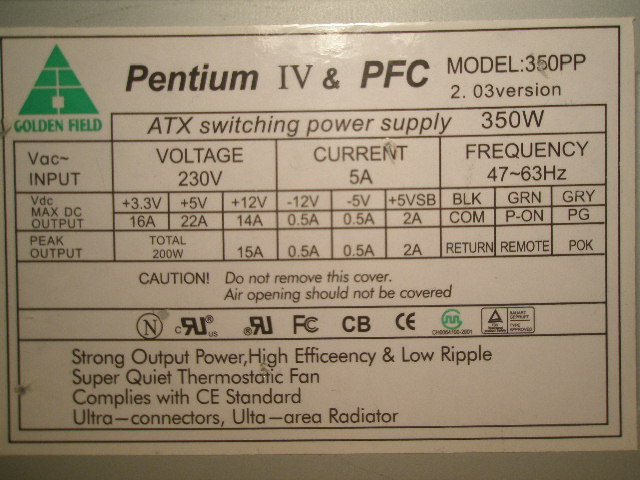 GOLDEN FIELD
Pentium IV & PFC MODEL:350PP
2. 03version
ATX switching power supply 350W
Vac~ INPUT VOLTAGE 230V CURRENT 5A FREQUENCY 47~63Hz
Vdc MAX DC OUTPUT +3.3V +5V +12V -12V -5V +5VSB BLK GRN GRY
16A 22A 14A 0.5A 0.5A 2A COM P-ON PG
PEAK OUTPUT TOTAL 200W 15A 0.5A 0.5A 2A RETURN REMOTE POK
CAUTION! Do not remove this cover.
Air opening should not be covered
N c RU us ® RU FC CB CE
Strong Output Power,High Efficeency & Low Ripple
Super Quiet Thermostatic Fan
Complies with CE Standard
Ultra-connectors, Ulta-area Radiator